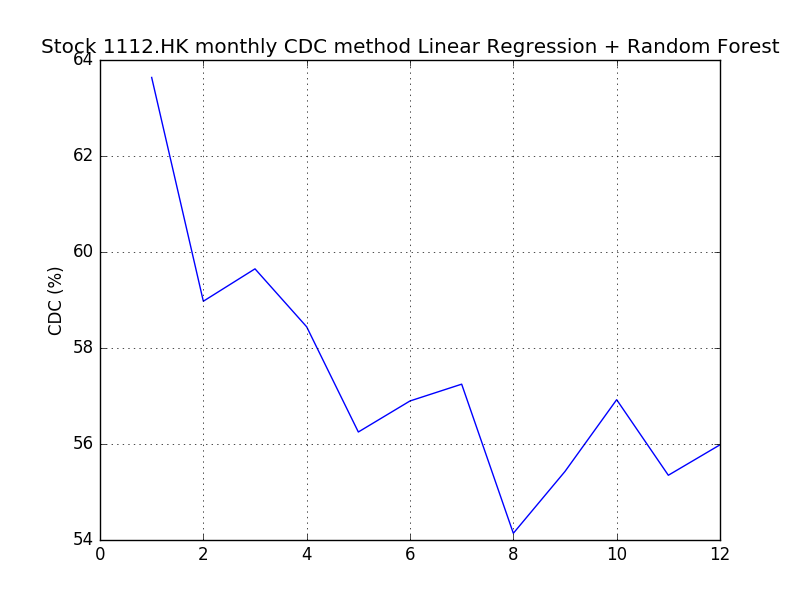 Stock 1112.HK monthly CDC method Linear Regression + Random Forest
64
62
60
58
56
54
CDC (%)
0 2 4 6 8 10 12